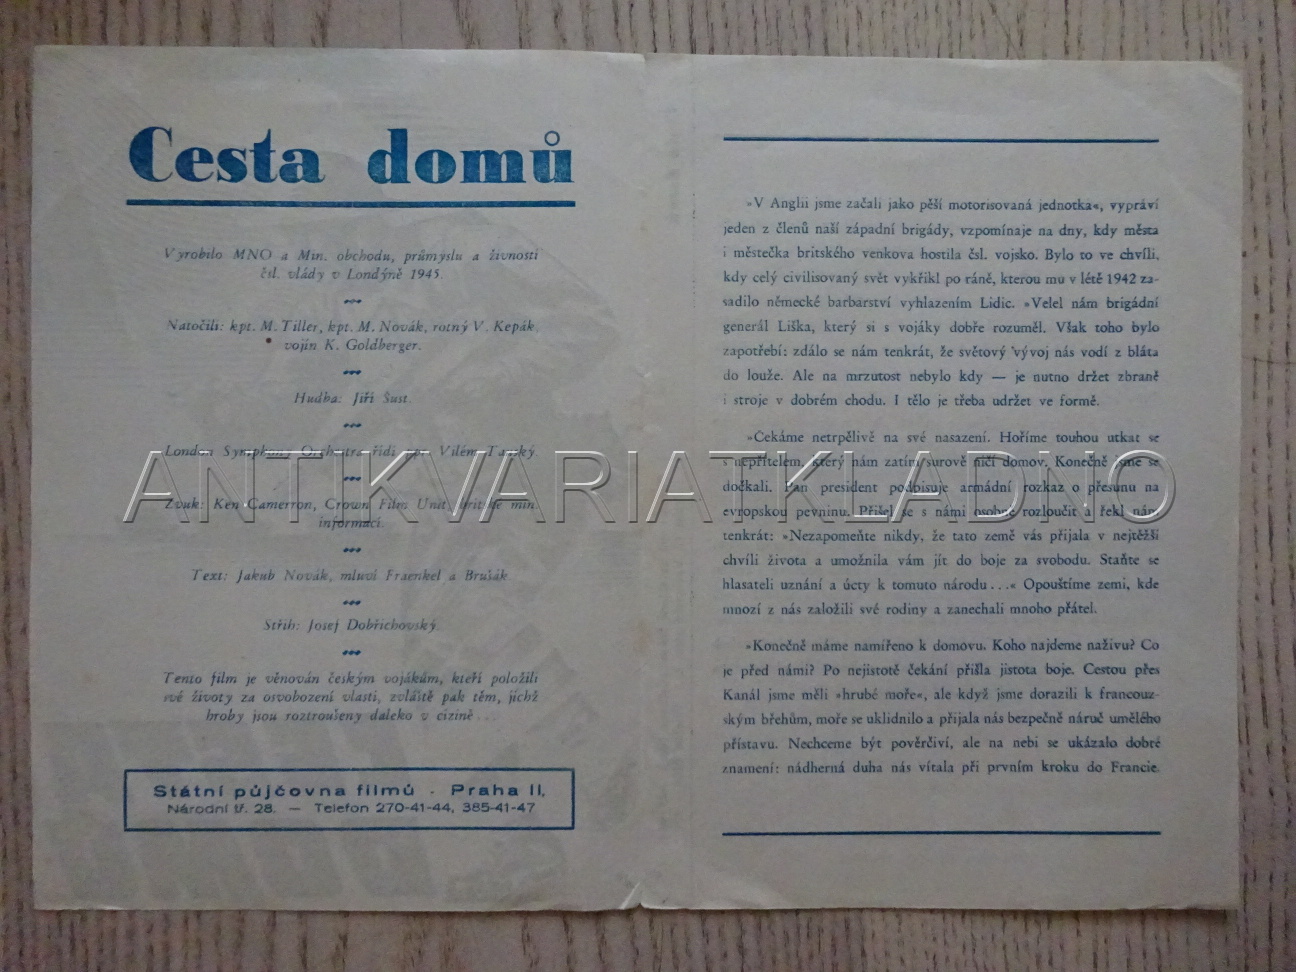 Cesta domů
Vyrobilo MNO a Min. obchodu, průmyslu a živností
čsl. vlády v Londýně 1945.
Natočili: kpt. M. Tiller, kpt. M. Novák, rotný V. Kepák,
vojín K. Goldberger.
Hudba: Jiří Šust.
London Symphony Orchestra řídí Vilém Tauský.
Zvuk: Ken Camerron, Crown Film Unit, britské min.
informací.
Text: Jakub Novák, mluví Fraenkel a Brušák.
Střih: Josef Dobřichovský.
Tento film je věnován českým vojákům, kteří položili
své životy za osvobození vlasti, zvláště pak těm, jichž
hroby jsou roztroušeny daleko v cizině...
Státní půjčovna filmů - Praha II,
Národní tř. 28. — Telefon 270-41-44, 385-41-47
»V Anglii jsme začali jako pěší motorisovaná jednotka«, vypráví
jeden z členů naší západní brigády, vzpomínaje na dny, kdy města
i městečka britského venkova hostila čsl. vojsko. Bylo to ve chvíli,
kdy celý civilisovaný svět vykřikl po ráně, kterou mu v létě 1942 za-
sadilo německé barbarství vyhlazením Lidic. »Velel nám brigádní
generál Liška, který si s vojáky dobře rozuměl. Však toho bylo
zapotřebí: zdálo se nám tenkrát, že světový vývoj nás vodí z bláta
do louže. Ale na mrzutost nebylo kdy — je nutno držet zbraně
i stroje v dobrém chodu. I tělo je třeba udržet ve formě.
»Čekáme netrpělivě na své nasazení. Hoříme touhou utkat se
s nepřítelem, který nám zatím surově ničí domov. Konečně jsme se
dočkali. Pan president podpisuje armádní rozkaz o přesunu na
evropskou pevninu. Přišel se s námi osobně rozloučit a řekl nám
tenkrát: »Nezapomeňte nikdy, že tato země vás přijala v nejtěžší
chvíli života a umožnila vám jít do boje za svobodu. Staňte se
hlasateli uznání a úcty k tomuto národu...« Opouštíme zemi, kde
mnozí z nás založili své rodiny a zanechali mnoho přátel.
»Konečně máme namířeno k domovu. Koho najdeme naživu? Co
je před námi? Po nejistotě čekání přišla jistota boje. Cestou přes
Kanál jsme měli »hrubé moře«, ale když jsme dorazili k francouz-
ským břehům, moře se uklidnilo a přijala nás bezpečně náruč umělého
přístavu. Nechceme být pověrčiví, ale na nebi se ukázalo dobré
znamení: nádherná duha nás vítala při prvním kroku do Francie.
ANTIKVARIATKLADNO